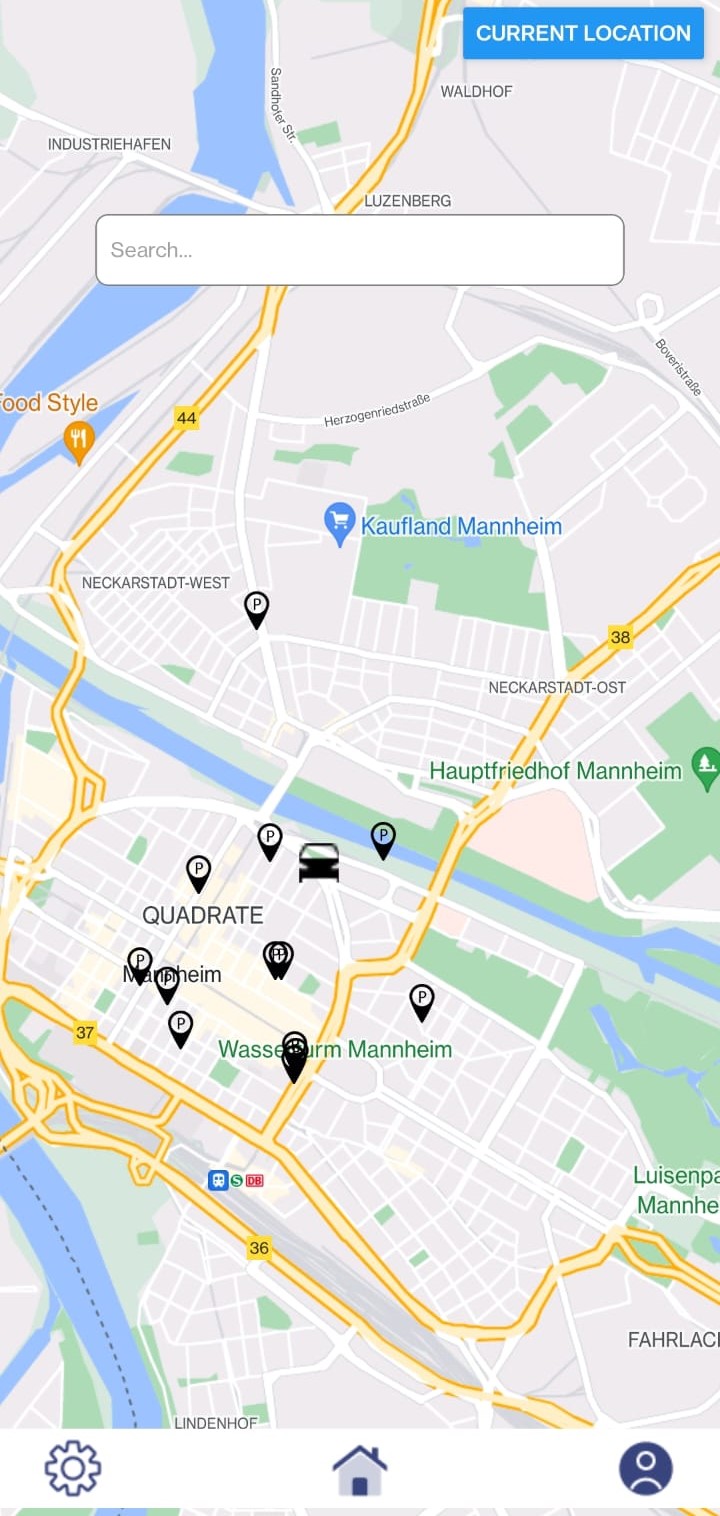 CURRENT LOCATION
WALDHOF
Sandhofer Str.
INDUSTRIEHAFEN
LUZENBERG
Search...
Boveristraße
Food Style
Herzogenriedstraße
44
Kaufland Mannheim
NECKARSTADT-WEST
P
38
NECKARSTADT-OST
Hauptfriedhof Mannheim
P
P
P
QUADRATE
P
P
P
Mannheim
P
P
37
P
Wasserturm Mannheim
S
DB
Luisenpa
Mannhe
36
FAHRLAC
LINDENHOF